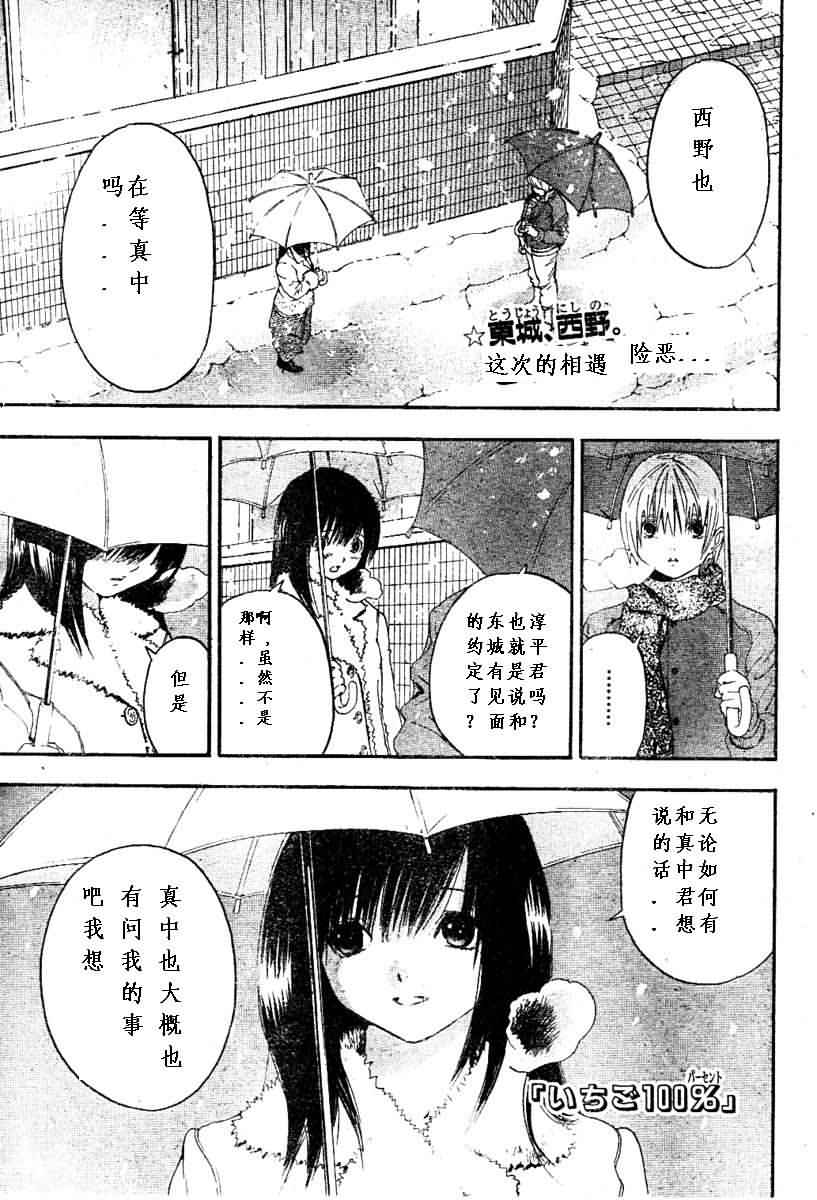 西野也
在等真中
吗...
とうじょう にしの
☆東城、西野。
这次的相遇 险恶...
.........
淳平君吗?
也就是说和
东城有见面
的约定了?
啊,虽然不是
那样....
但是
无论如何有
和真中君想
说的话..
真中也大概也
有问我的事
吧我想
パーセント
『いちご100%』